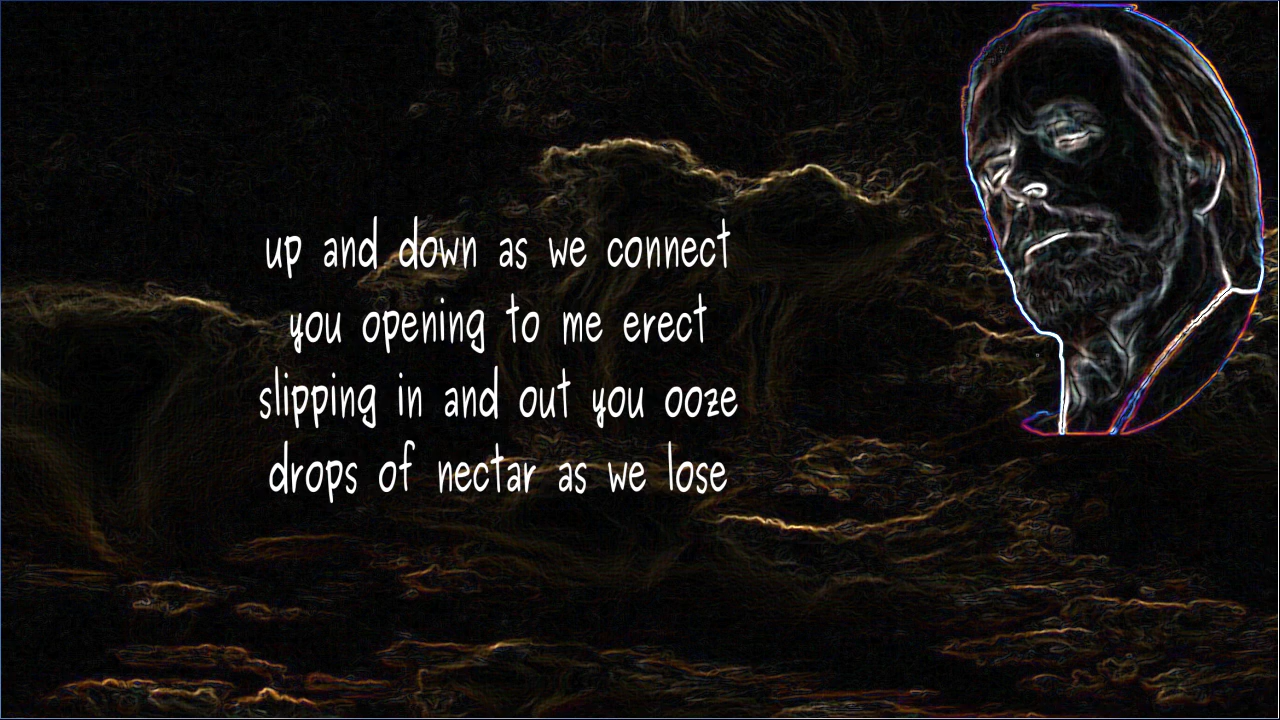 up and down as we connect
you opening to me erect
slipping in and out you ooze
drops of nectar as we lose